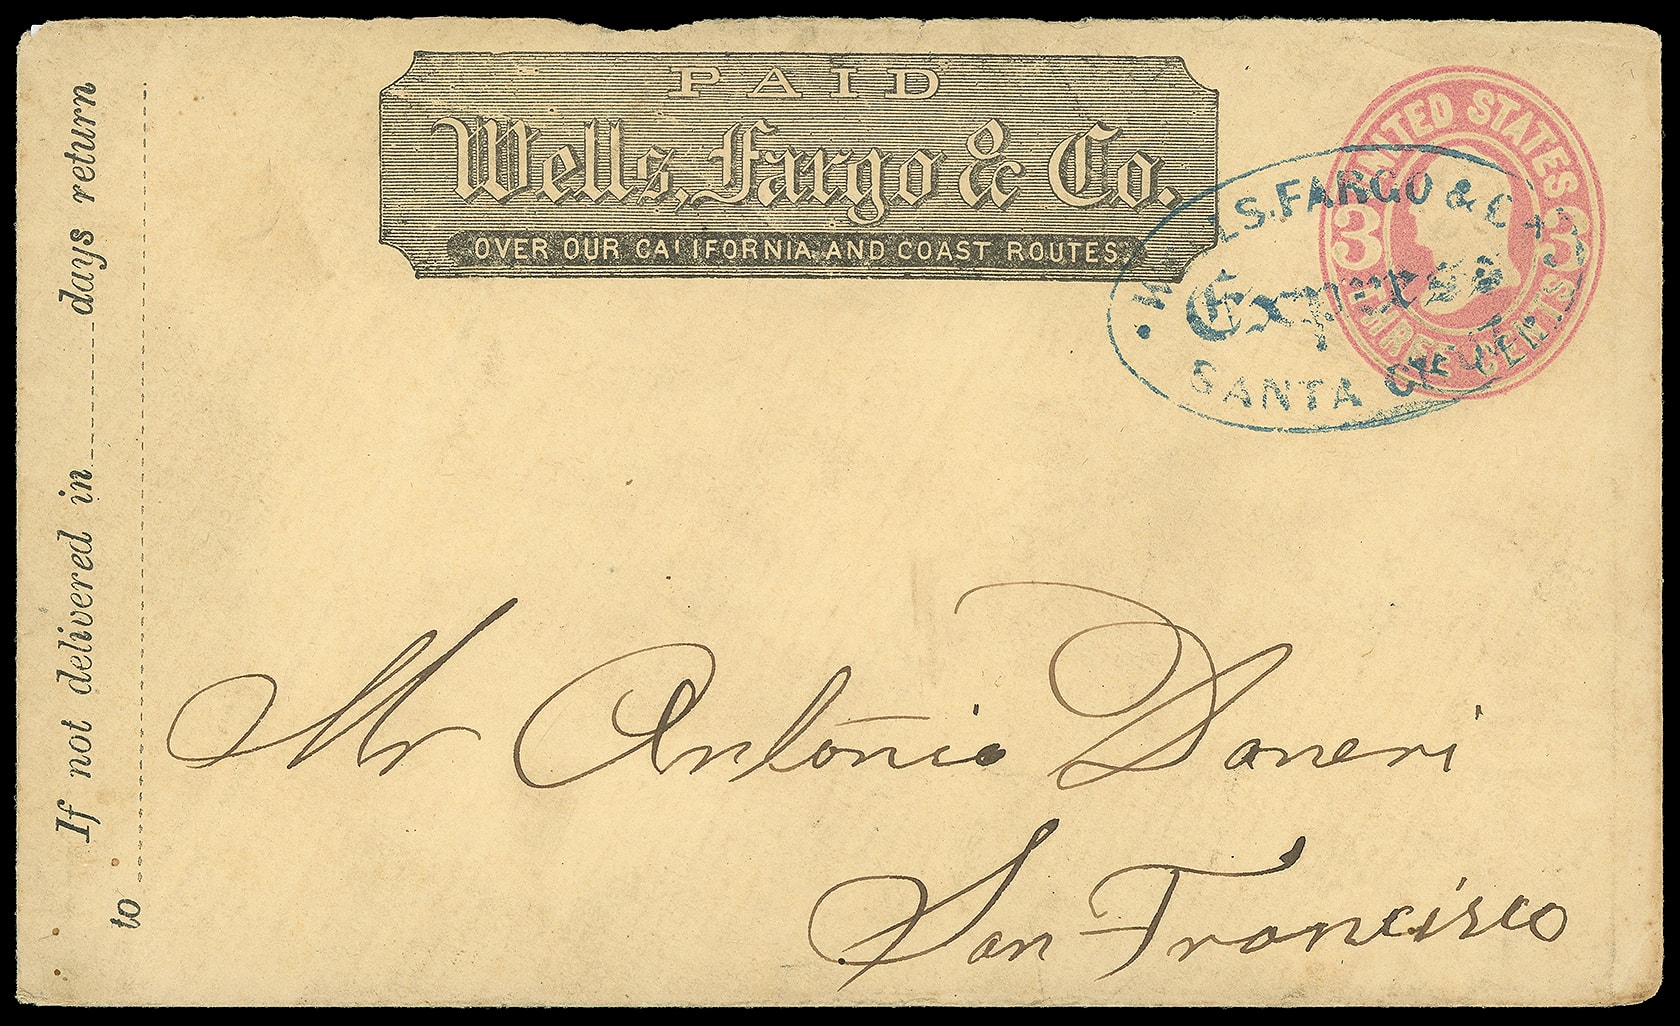 PAID
Wells, Fargo & Co.
OVER OUR CALIFORNIA AND COAST ROUTES.
UNITED STATES
3 3
THREE CENTS
WELLS, FARGO & CO
Express
SANTA
If not delivered in days return
to
Mr Antonio Daneri
San Francisco